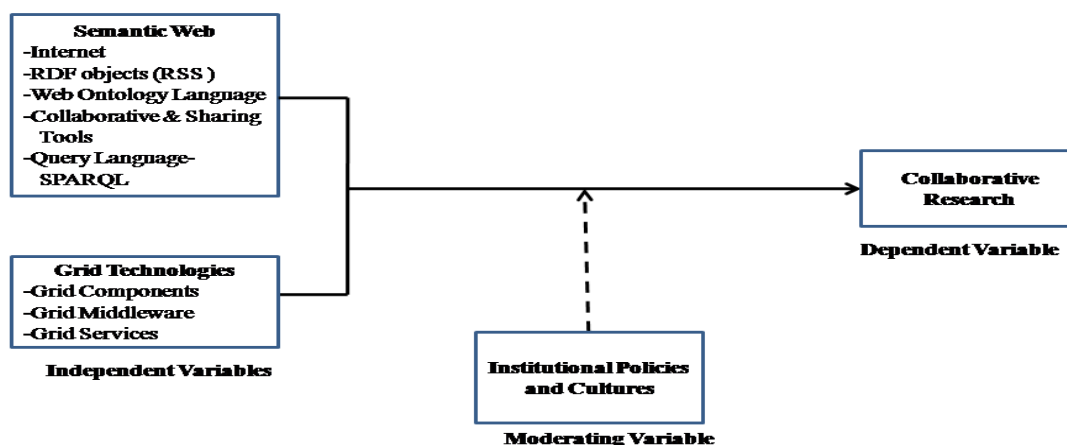 Semantic Web
-Internet
-RDF objects (RSS )
-Web Ontology Language
-Collaborative & Sharing
Tools
-Query Language-
SPARQL
Grid Technologies
-Grid Components
-Grid Middleware
-Grid Services
Independent Variables
Institutional Policies
and Cultures
Moderating Variable
Collaborative
Research
Dependent Variable